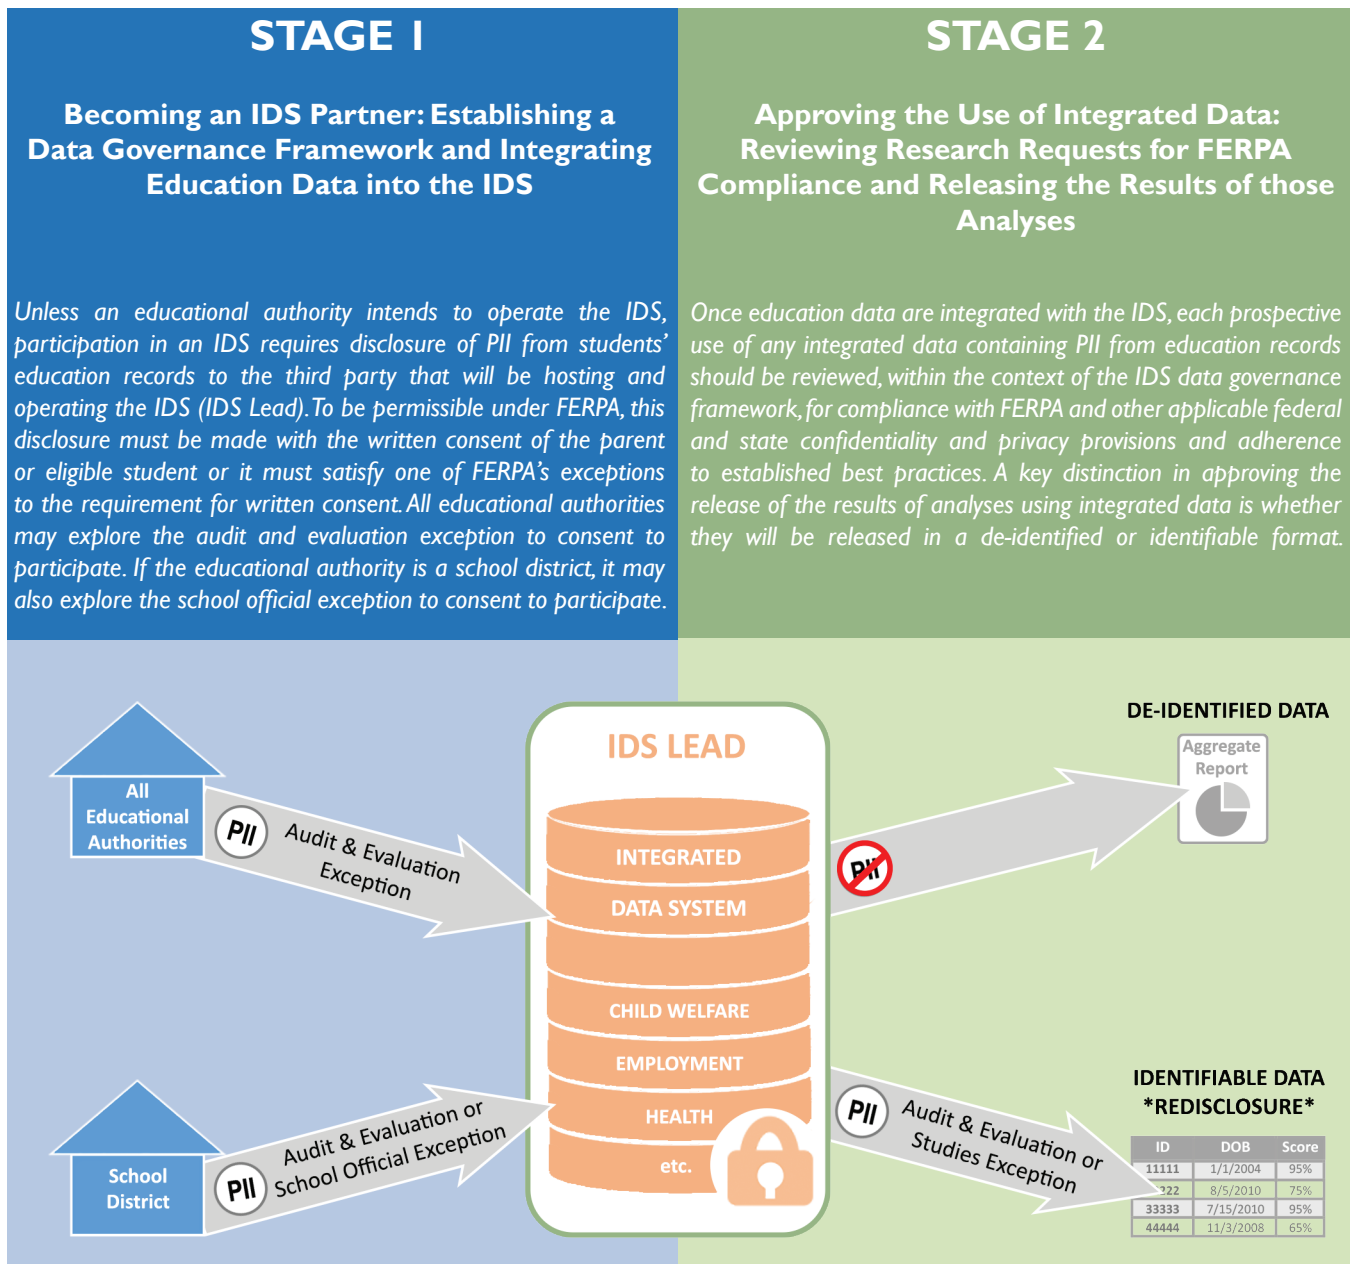 STAGE 1
Becoming an IDS Partner: Establishing a
Data Governance Framework and Integrating
Education Data into the IDS
Unless an educational authority intends to operate the IDS,
participation in an IDS requires disclosure of PII from students’
education records to the third party that will be hosting and
operating the IDS (IDS Lead). To be permissible under FERPA, this
disclosure must be made with the written consent of the parent
or eligible student or it must satisfy one of FERPA’s exceptions
to the requirement for written consent. All educational authorities
may explore the audit and evaluation exception to consent to
participate. If the educational authority is a school district, it may
also explore the school official exception to consent to participate.
STAGE 2
Approving the Use of Integrated Data:
Reviewing Research Requests for FERPA
Compliance and Releasing the Results of those
Analyses
Once education data are integrated with the IDS, each prospective
use of any integrated data containing PII from education records
should be reviewed, within the context of the IDS data governance
framework, for compliance with FERPA and other applicable federal
and state confidentiality and privacy provisions and adherence
to established best practices. A key distinction in approving the
release of the results of analyses using integrated data is whether
they will be released in a de-identified or identifiable format.
All
Educational
Authorities
PII
Audit & Evaluation
Exception
School
District
PII
Audit & Evaluation or
School Official Exception
IDS LEAD
INTEGRATED
DATA SYSTEM
CHILD WELFARE
EMPLOYMENT
HEALTH
etc.
PII
DE-IDENTIFIED DATA
Aggregate
Report
PII
Audit & Evaluation or
Studies Exception
IDENTIFIABLE DATA
*REDISCLOSURE*
ID DOB Score
11111 1/1/2004 95%
222 8/5/2010 75%
33333 7/15/2010 95%
44444 11/3/2008 65%